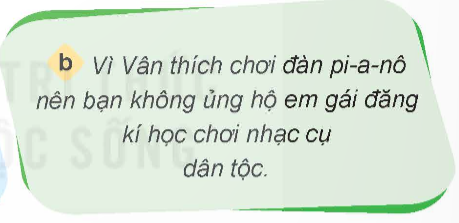 b Vì Vân thích chơi đàn pi-a-nô
nên bạn không ủng hộ em gái đăng
kí học chơi nhạc cụ
dân tộc.